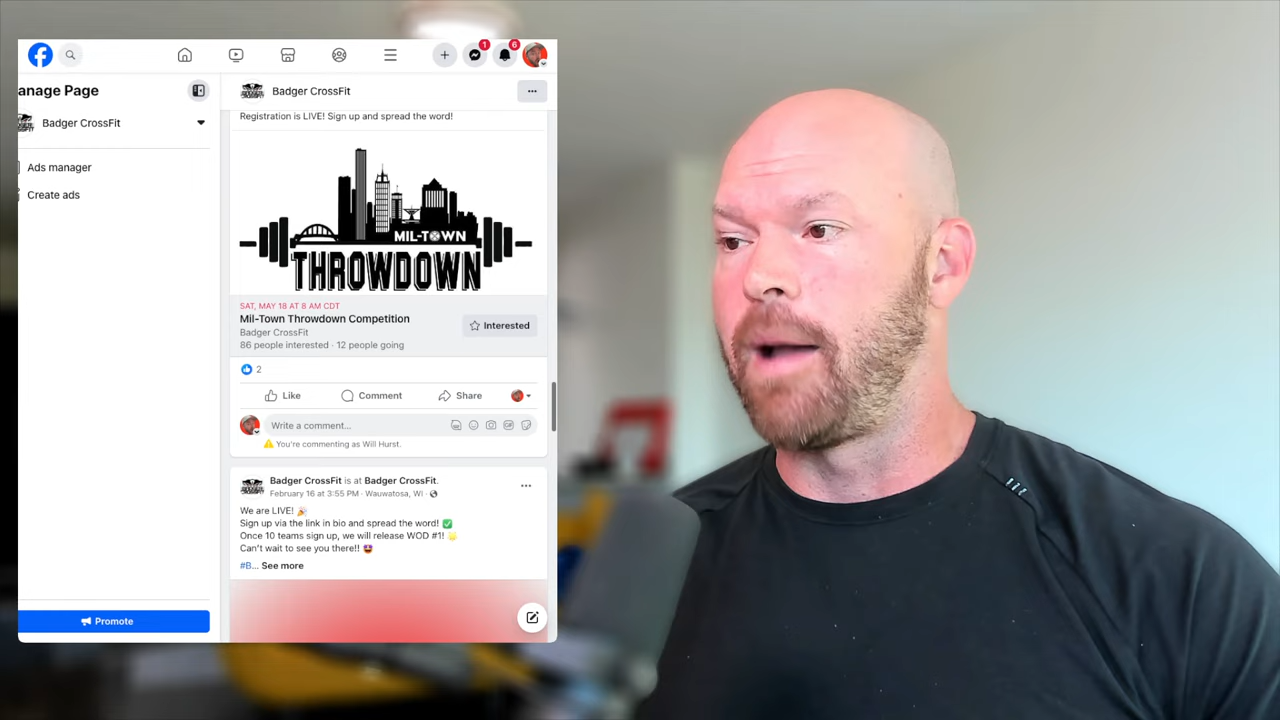 1
6
anage Page
Badger CrossFit
Ads manager
Create ads
Promote
Badger CrossFit
Registration is LIVE! Sign up and spread the word!
MIL-TOWN
THROWDOWN
SAT, MAY 18 AT 8 AM CDT
Mil-Town Throwdown Competition
Badger CrossFit
86 people interested · 12 people going
Interested
2
Like Comment Share
Write a comment...
You're commenting as Will Hurst.
Badger CrossFit is at Badger CrossFit.
February 16 at 3:55 PM · Wauwatosa, WI ·
We are LIVE! 🎉
Sign up via the link in bio and spread the word! ✅
Once 10 teams sign up, we will release WOD #1! 🌟
Can't wait to see you there!! 🤩
#B... See more